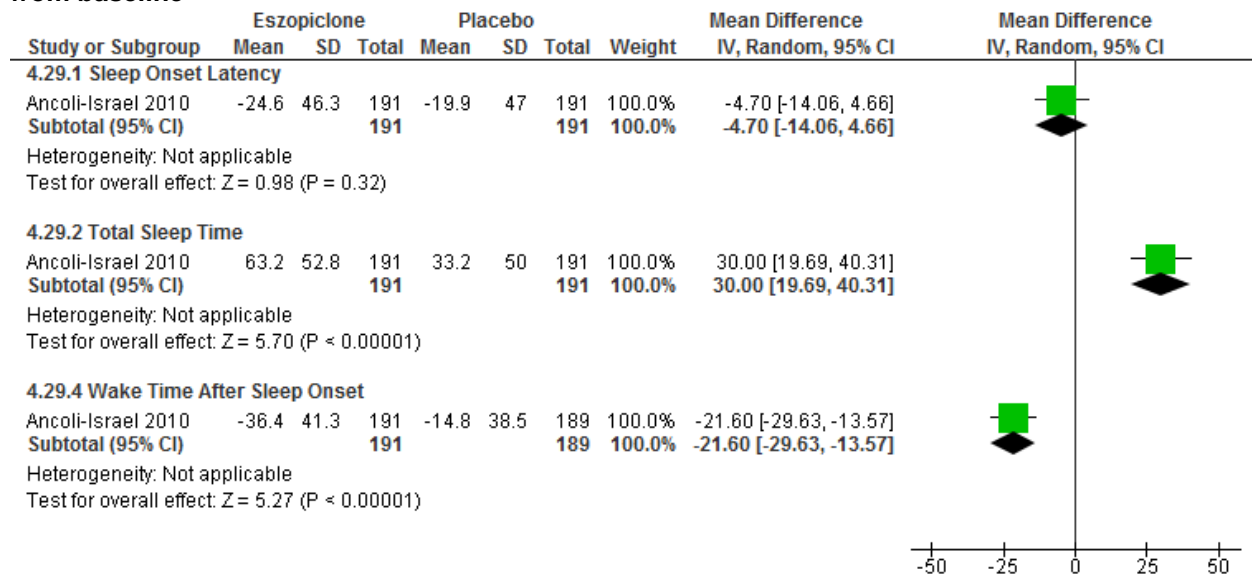 from baseline
Eszopiclone Placebo Mean Difference Mean Difference
Study or Subgroup Mean SD Total Mean SD Total Weight IV, Random, 95% CI IV, Random, 95% CI
4.29.1 Sleep Onset Latency
Ancoli-Israel 2010 -24.6 46.3 191 -19.9 47 191 100.0% -4.70 [-14.06, 4.66]
Subtotal (95% CI) 191 191 100.0% -4.70 [-14.06, 4.66]
Heterogeneity: Not applicable
Test for overall effect: Z = 0.98 (P = 0.32)
4.29.2 Total Sleep Time
Ancoli-Israel 2010 63.2 52.8 191 33.2 50 191 100.0% 30.00 [19.69, 40.31]
Subtotal (95% CI) 191 191 100.0% 30.00 [19.69, 40.31]
Heterogeneity: Not applicable
Test for overall effect: Z = 5.70 (P < 0.00001)
4.29.4 Wake Time After Sleep Onset
Ancoli-Israel 2010 -36.4 41.3 191 -14.8 38.5 189 100.0% -21.60 [-29.63, -13.57]
Subtotal (95% CI) 191 189 100.0% -21.60 [-29.63, -13.57]
Heterogeneity: Not applicable
Test for overall effect: Z = 5.27 (P < 0.00001)
-50 -25 0 25 50